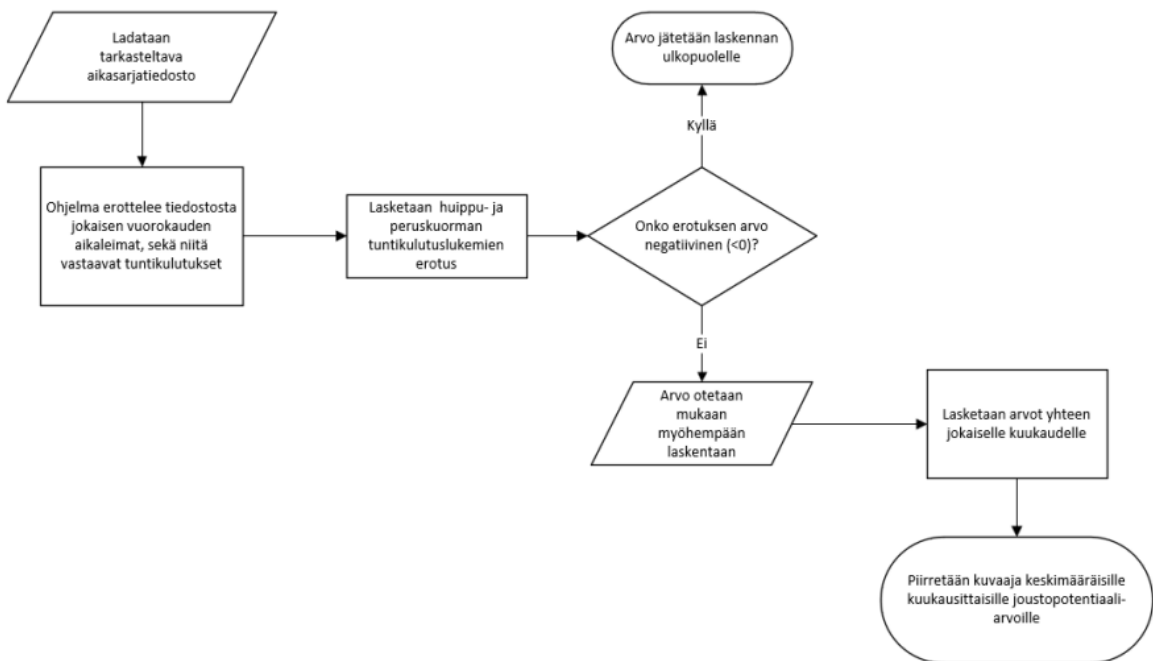 Ladataan
tarkasteltava
aikasarjatiedosto
Ohjelma erottelee tiedostosta
jokaisen vuorokauden
aikaleimat, sekä niitä
vastaavat tuntikulutukset
Lasketaan huippu- ja
peruskuorman
tuntikulutuslukemien
erotus
Onko erotuksen arvo
negatiivinen (<0)?
Kyllä
Arvo jätetään laskennan
ulkopuolelle
Ei
Arvo otetaan
mukaan
myöhempään
laskentaan
Lasketaan arvot yhteen
jokaiselle kuukaudelle
Piirretään kuvaaja keskimääräisille
kuukausittaisille joustopotentiaali-
arvoille